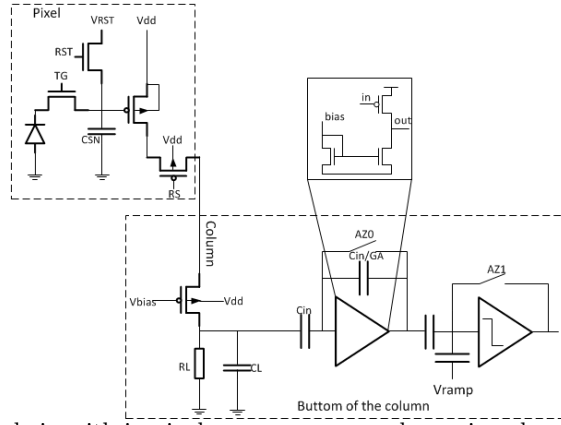 Pixel
VRST
Vdd
RST
TG
CSN
Vdd
RS
in
out
bias
Column
AZ0
Cin/GA
AZ1
Vbias
Vdd
Cin
RL
CL
Vramp
Buttom of the column